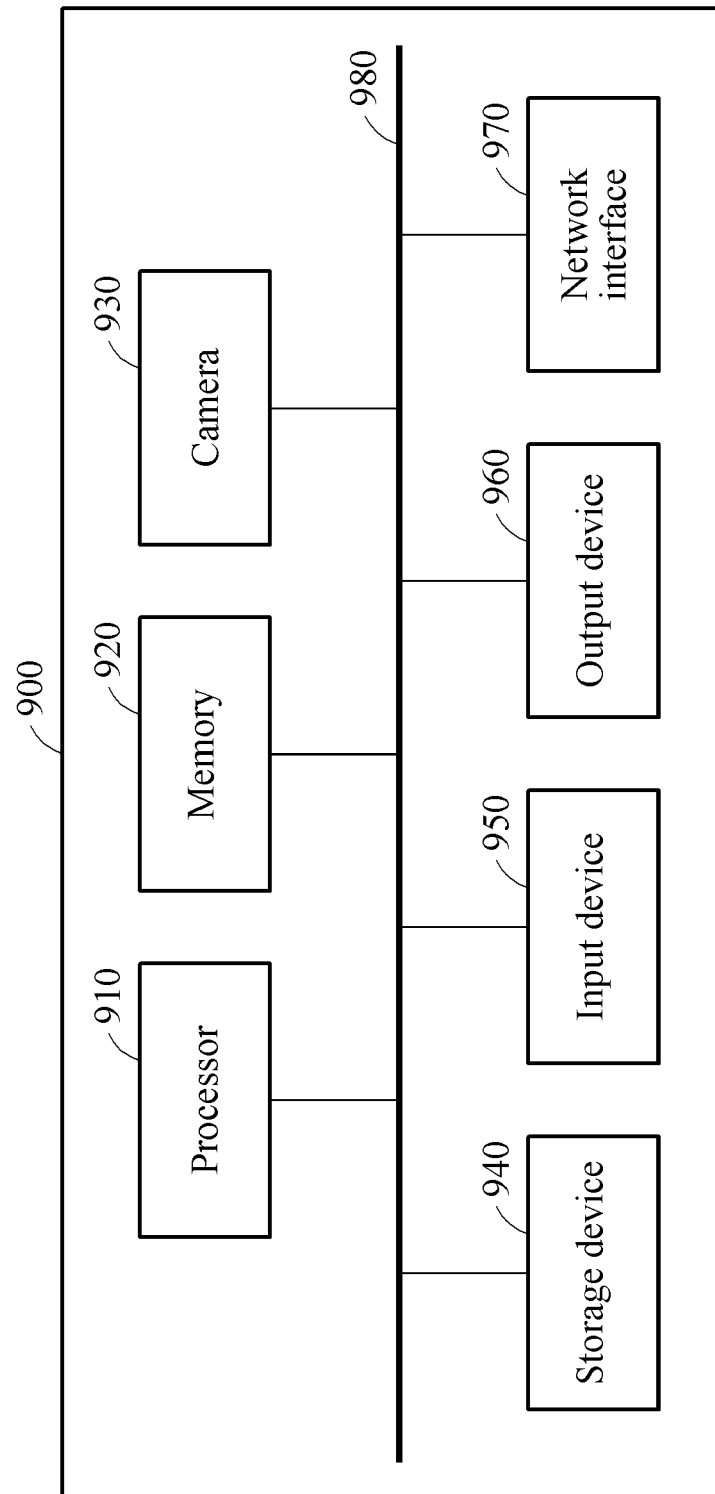 900
910
Processor
920
Memory
930
Camera
980
940
Storage device
950
Input device
960
Output device
970
Network
interface